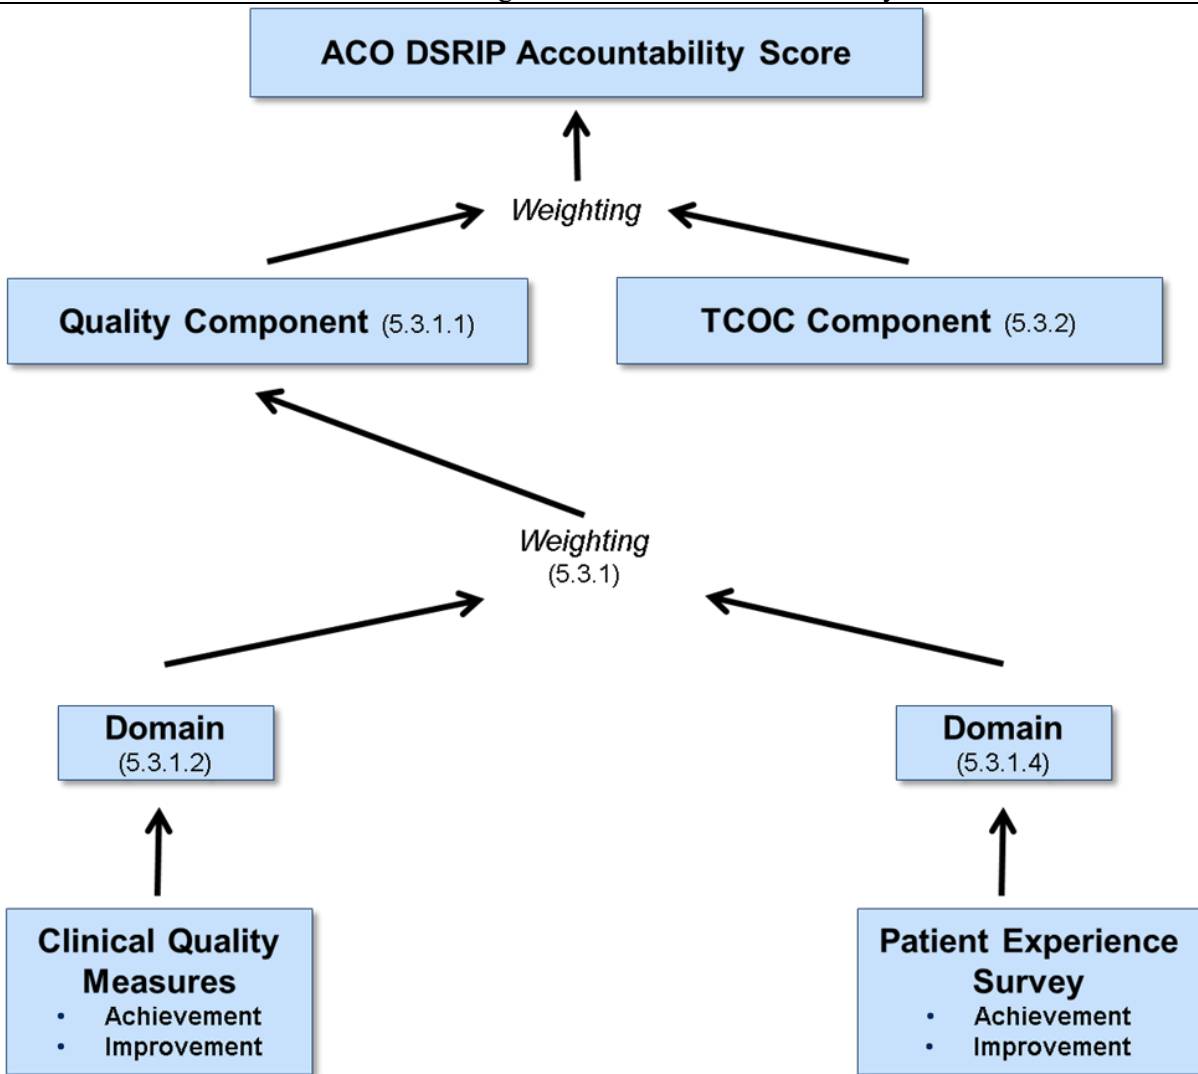 ACO DSRIP Accountability Score
Weighting
Quality Component (5.3.1.1)
TCOC Component (5.3.2)
Weighting
(5.3.1)
Domain
(5.3.1.2)
Domain
(5.3.1.4)
Clinical Quality
Measures
• Achievement
• Improvement
Patient Experience
Survey
• Achievement
• Improvement